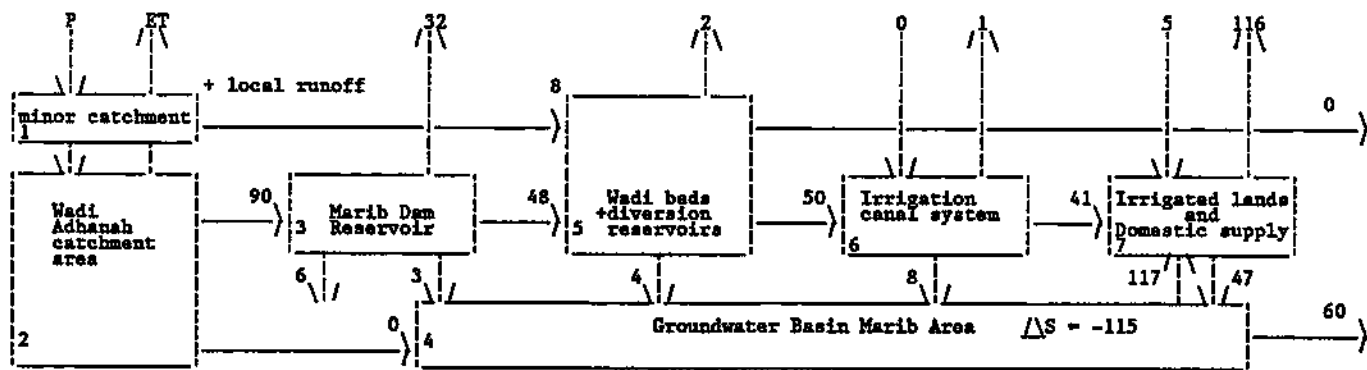 P ET 32 2 0 1 5 116
+ local runoff 8 0
minor catchment
1
90 48 50 41
Wadi
Adhanah
catchment
area
2
Marib Dam
Reservoir
3
Wadi beds
+diversion
reservoirs
5
Irrigation
canal system
6
Irrigated lands
and
Domestic supply
7
6 3 4 8 117 47
0 60
Groundwater Basin Marib Area /\S = -115
4